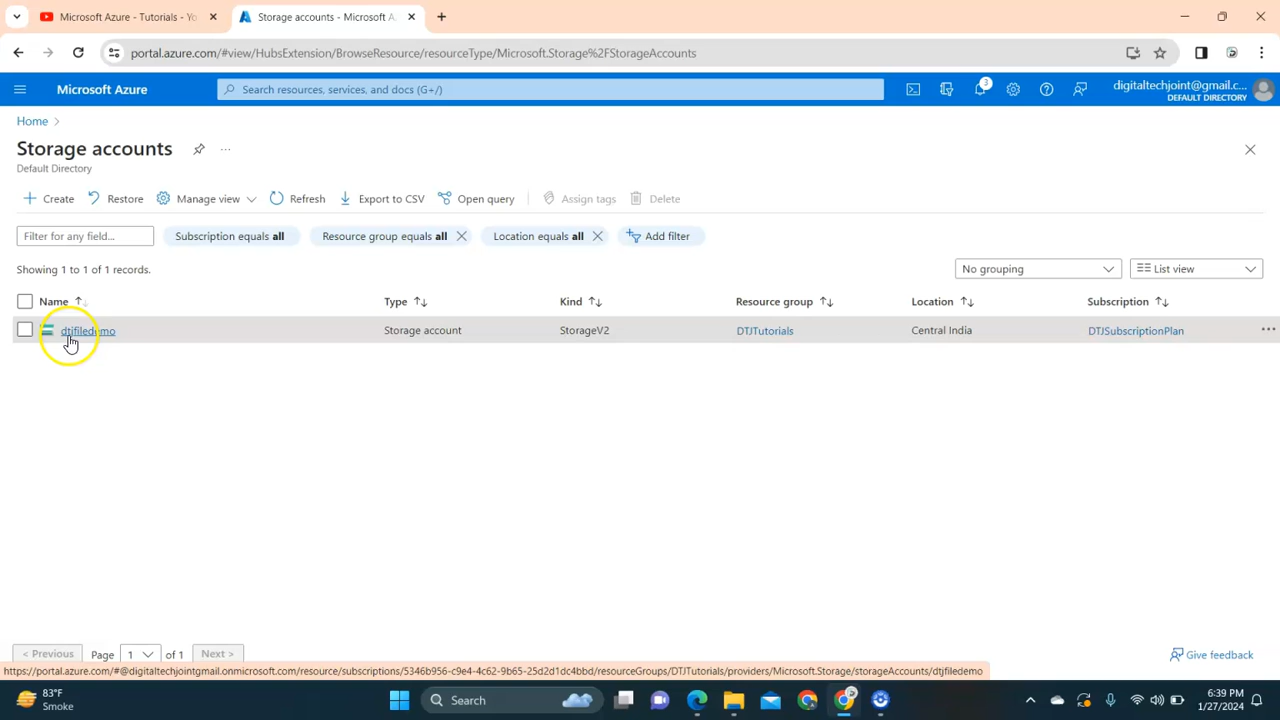 Microsoft Azure - Tutorials - Yo
Storage accounts - Microsoft A
portal.azure.com/#view/HubsExtension/BrowseResource/resourceType/Microsoft.Storage%2FStorageAccounts
Microsoft Azure
Search resources, services, and docs (G+/)
3
digitaltechjoint@gmail.c...
DEFAULT DIRECTORY
Home
Storage accounts
Default Directory
Create Restore Manage view Refresh Export to CSV Open query Assign tags Delete
Filter for any field... Subscription equals all Resource group equals all Location equals all Add filter
Showing 1 to 1 of 1 records. No grouping List view
Name Type Kind Resource group Location Subscription
dtjfiledemo Storage account StorageV2 DTJTutorials Central India DTJSubscriptionPlan
< Previous Page 1 of 1 Next > Give feedback
https://portal.azure.com/#@digitaltechjointgmail.onmicrosoft.com/resource/subscriptions/5346b956-c9e4-4c62-9b65-25d2d1dc4bbd/resourceGroups/DTJTutorials/providers/Microsoft.Storage/storageAccounts/dtjfiledemo
83°F
Smoke
Search
6:39 PM
1/27/2024